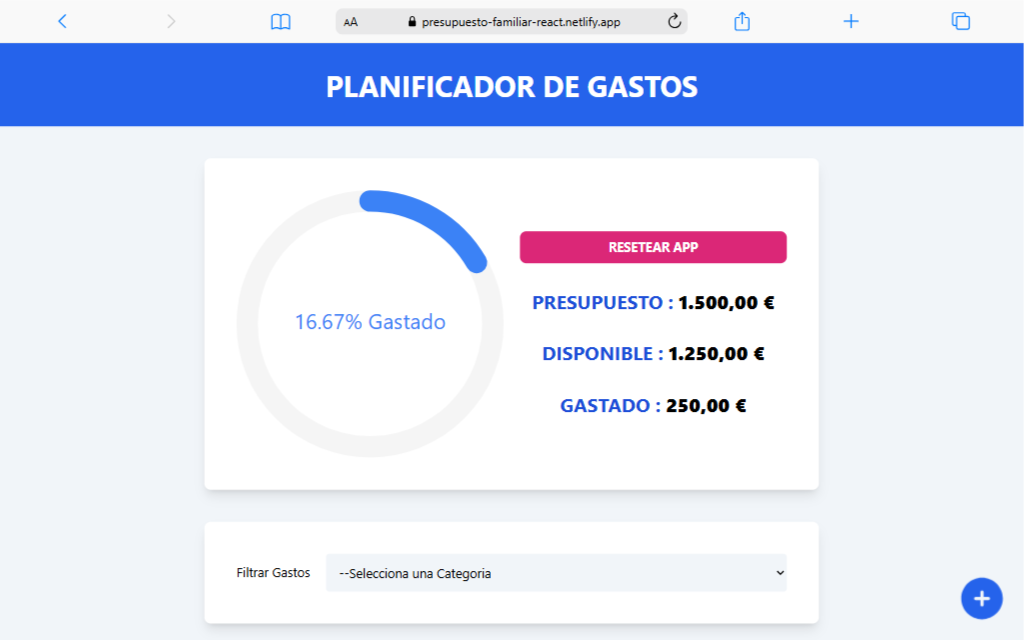 AA presupuesto-familiar-react.netlify.app
PLANIFICADOR DE GASTOS
16.67% Gastado
RESETEAR APP
PRESUPUESTO : 1.500,00 €
DISPONIBLE : 1.250,00 €
GASTADO : 250,00 €
Filtrar Gastos --Selecciona una Categoria